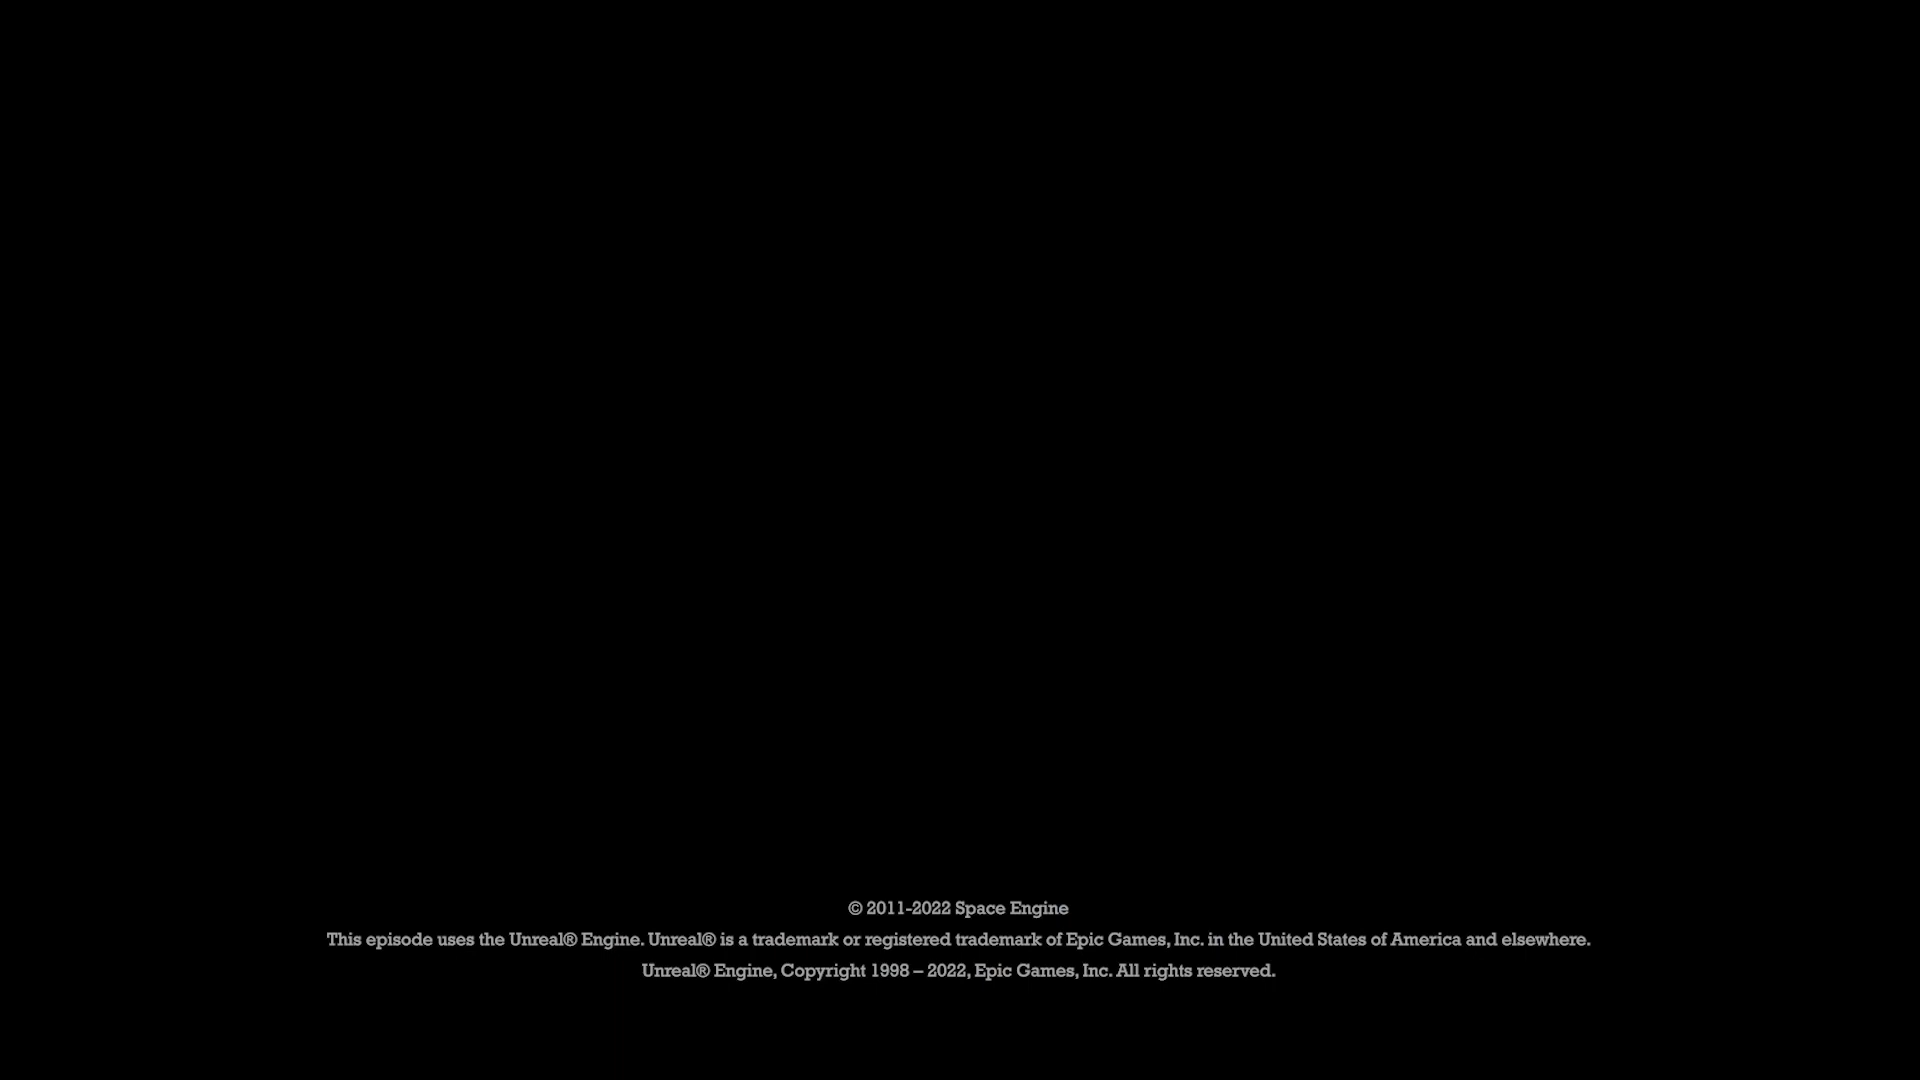 © 2011-2022 Space Engine
This episode uses the Unreal® Engine. Unreal® is a trademark or registered trademark of Epic Games, Inc. in the United States of America and elsewhere.
Unreal® Engine, Copyright 1998 – 2022, Epic Games, Inc. All rights reserved.